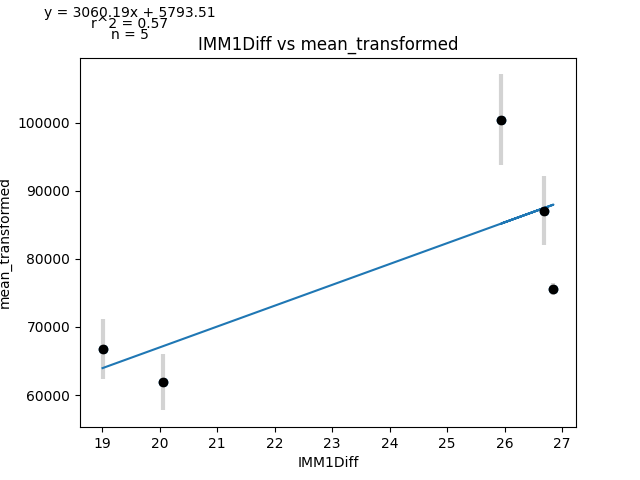 y = 3060.19x + 5793.51
r^2 = 0.57
n = 5
IMM1Diff vs mean_transformed
100000
90000
80000
70000
60000
mean_transformed
19 20 21 22 23 24 25 26 27
IMM1Diff